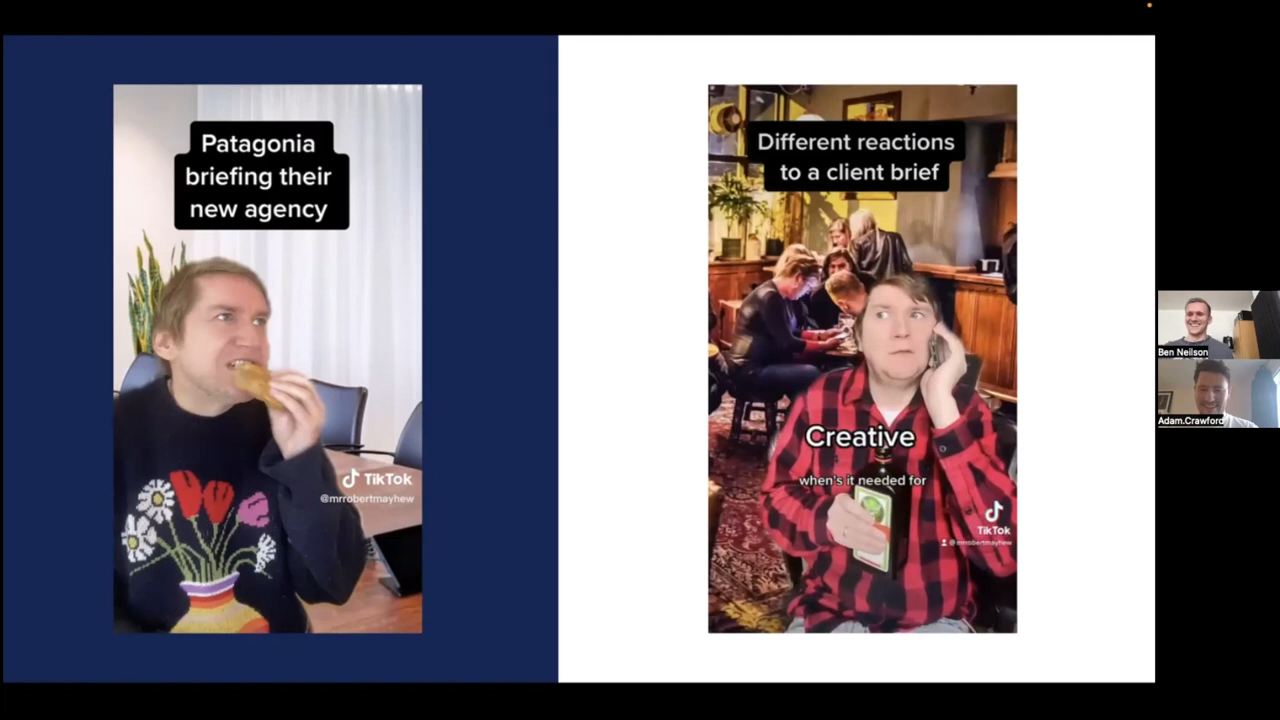 Patagonia
briefing their
new agency
TikTok
@mrrobertmayhew
Different reactions
to a client brief
Creative
when's it needed for
TikTok
@mrrobertmayhew
Ben Neilson
Adam.Crawford